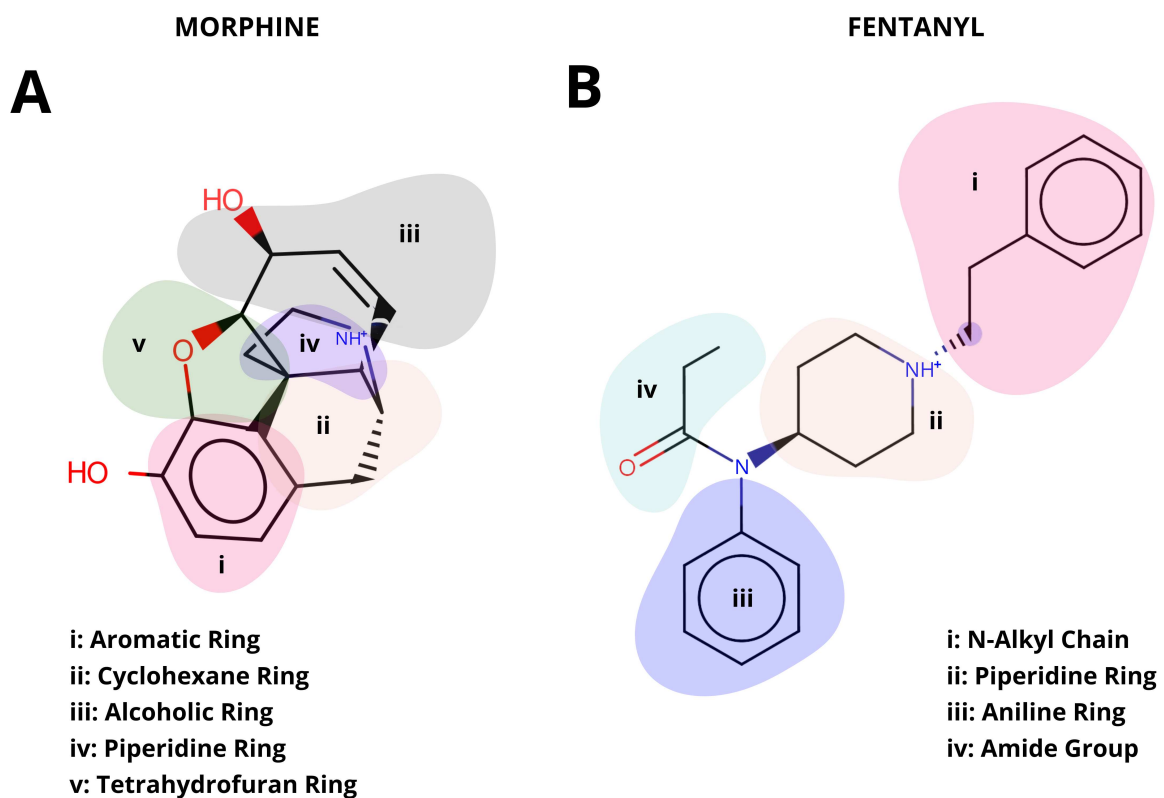 MORPHINE
FENTANYL
A
B
HO
iii
v
O
iv
NH+
ii
HO
i
i
iv
NH+
ii
O
N
iii
i: Aromatic Ring
ii: Cyclohexane Ring
iii: Alcoholic Ring
iv: Piperidine Ring
v: Tetrahydrofuran Ring
i: N-Alkyl Chain
ii: Piperidine Ring
iii: Aniline Ring
iv: Amide Group